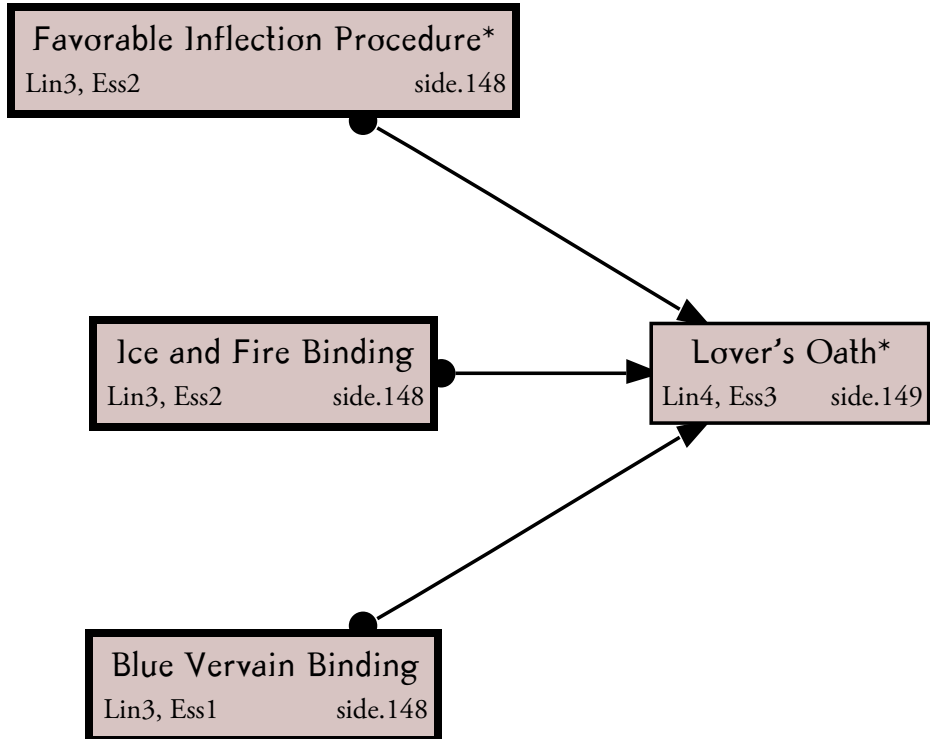 Favorable Inflection Procedure*
Lin3, Ess2 side.148
Ice and Fire Binding
Lin3, Ess2 side.148
Lover's Oath*
Lin4, Ess3 side.149
Blue Vervain Binding
Lin3, Ess1 side.148